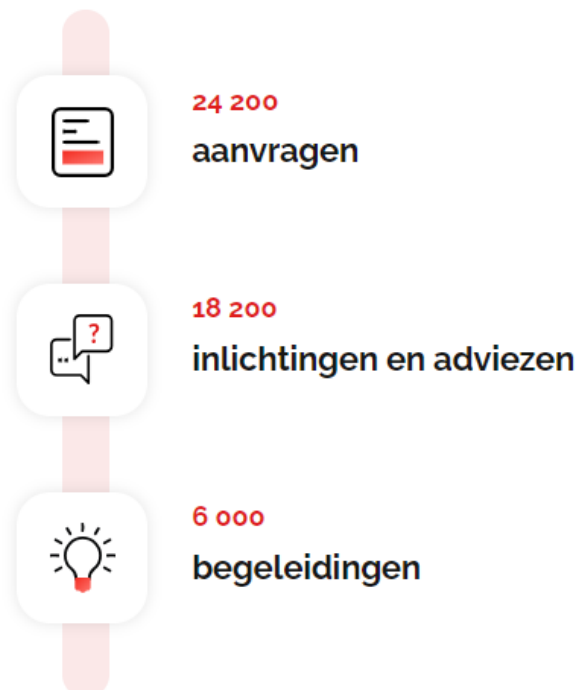 24 200
aanvragen
?
18 200
inlichtingen en adviezen
6 000
begeleidingen